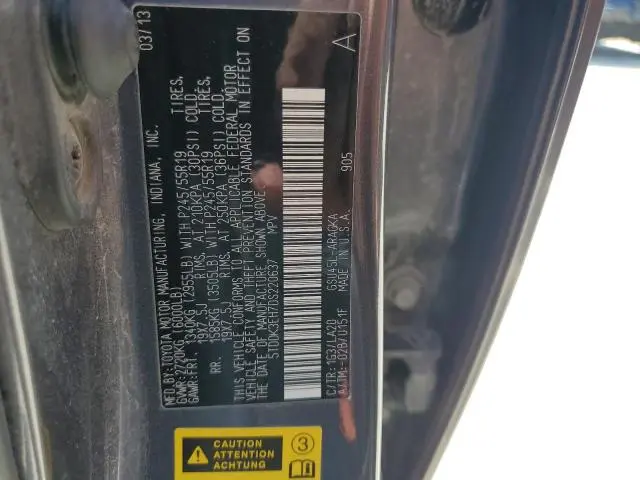 MFD.BY:TOYOTA MOTOR MANUFACTURING, INDIANA, INC. 03/13
GVWR:2720KG (6000LB)
GAWR:FRT. 1340KG (2955LB) WITH P245/55R19 TIRES,
19X7.5J RIMS, AT 210KPA (30PSI) COLD,
RR. 1585KG (3505LB) WITH P245/55R19 TIRES,
19X7.5J RIMS, AT 250KPA (36PSI) COLD,
THIS VEHICLE CONFORMS TO ALL APPLICABLE FEDERAL MOTOR
VEHICLE SAFETY AND THEFT PREVENTION STANDARDS IN EFFECT ON
THE DATE OF MANUFACTURE SHOWN ABOVE.
5TDDK3EH7DS220637 MPV A
905
C/TR:1G3/LA20 GSU45L-ARAGKA
A/TM:-02B/U151F MADE IN U.S.A.
CAUTION
ATTENTION
ACHTUNG
3